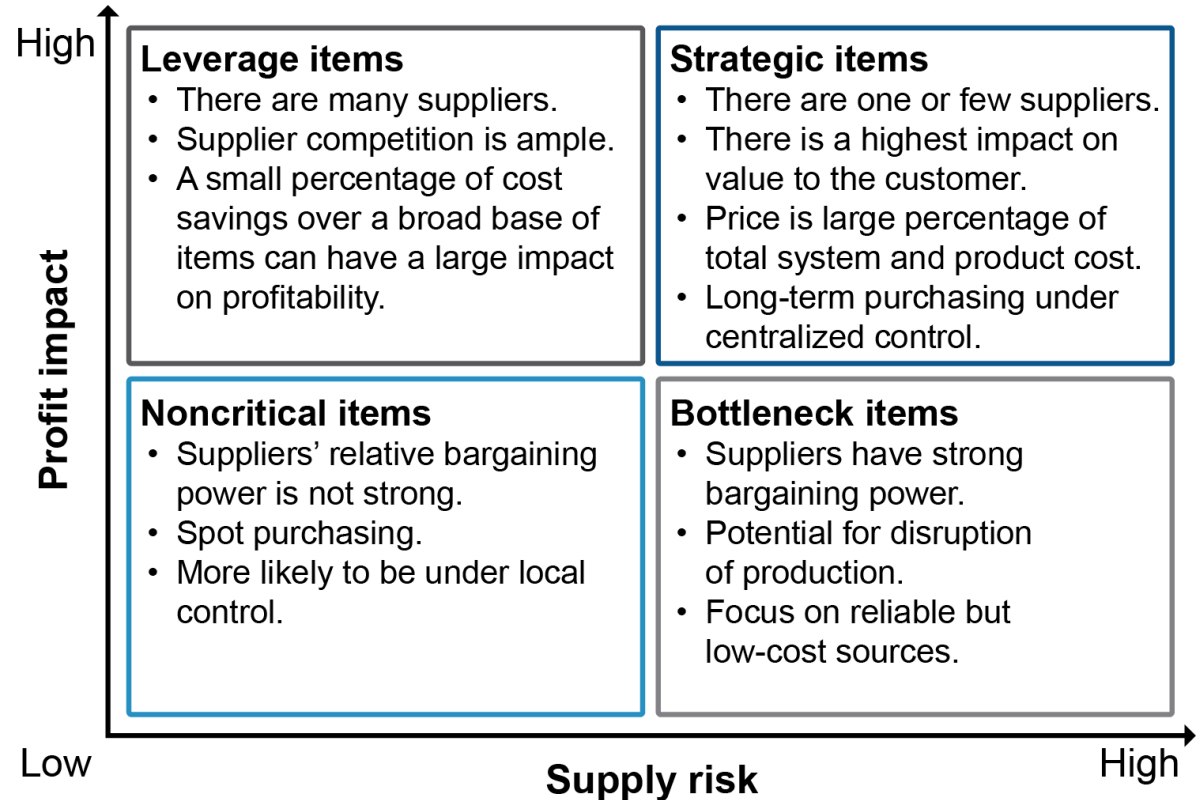 High
Leverage items
• There are many suppliers.
• Supplier competition is ample.
• A small percentage of cost
savings over a broad base of
items can have a large impact
on profitability.
Strategic items
• There are one or few suppliers.
• There is a highest impact on
value to the customer.
• Price is large percentage of
total system and product cost.
• Long-term purchasing under
centralized control.
Profit impact
Noncritical items
• Suppliers’ relative bargaining
power is not strong.
• Spot purchasing.
• More likely to be under local
control.
Bottleneck items
• Suppliers have strong
bargaining power.
• Potential for disruption
of production.
• Focus on reliable but
low-cost sources.
Low
Supply risk
High